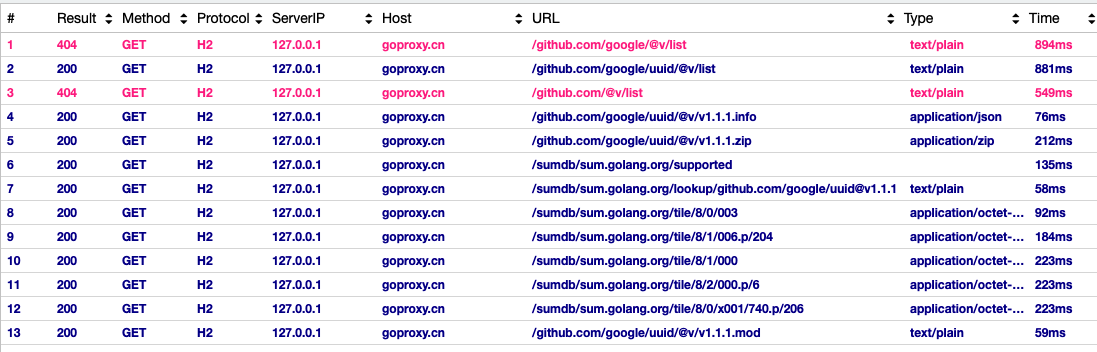 # Result Method Protocol ServerIP Host URL Type Time
1 404 GET H2 127.0.0.1 goproxy.cn /github.com/google/@v/list text/plain 894ms
2 200 GET H2 127.0.0.1 goproxy.cn /github.com/google/uuid/@v/list text/plain 881ms
3 404 GET H2 127.0.0.1 goproxy.cn /github.com/@v/list text/plain 549ms
4 200 GET H2 127.0.0.1 goproxy.cn /github.com/google/uuid/@v/v1.1.1.info application/json 76ms
5 200 GET H2 127.0.0.1 goproxy.cn /github.com/google/uuid/@v/v1.1.1.zip application/zip 212ms
6 200 GET H2 127.0.0.1 goproxy.cn /sumdb/sum.golang.org/supported 135ms
7 200 GET H2 127.0.0.1 goproxy.cn /sumdb/sum.golang.org/lookup/github.com/google/uuid@v1.1.1 text/plain 58ms
8 200 GET H2 127.0.0.1 goproxy.cn /sumdb/sum.golang.org/tile/8/0/003 application/octet-... 92ms
9 200 GET H2 127.0.0.1 goproxy.cn /sumdb/sum.golang.org/tile/8/1/006.p/204 application/octet-... 184ms
10 200 GET H2 127.0.0.1 goproxy.cn /sumdb/sum.golang.org/tile/8/1/000 application/octet-... 223ms
11 200 GET H2 127.0.0.1 goproxy.cn /sumdb/sum.golang.org/tile/8/2/000.p/6 application/octet-... 223ms
12 200 GET H2 127.0.0.1 goproxy.cn /sumdb/sum.golang.org/tile/8/0/x001/740.p/206 application/octet-... 223ms
13 200 GET H2 127.0.0.1 goproxy.cn /github.com/google/uuid/@v/v1.1.1.mod text/plain 59ms